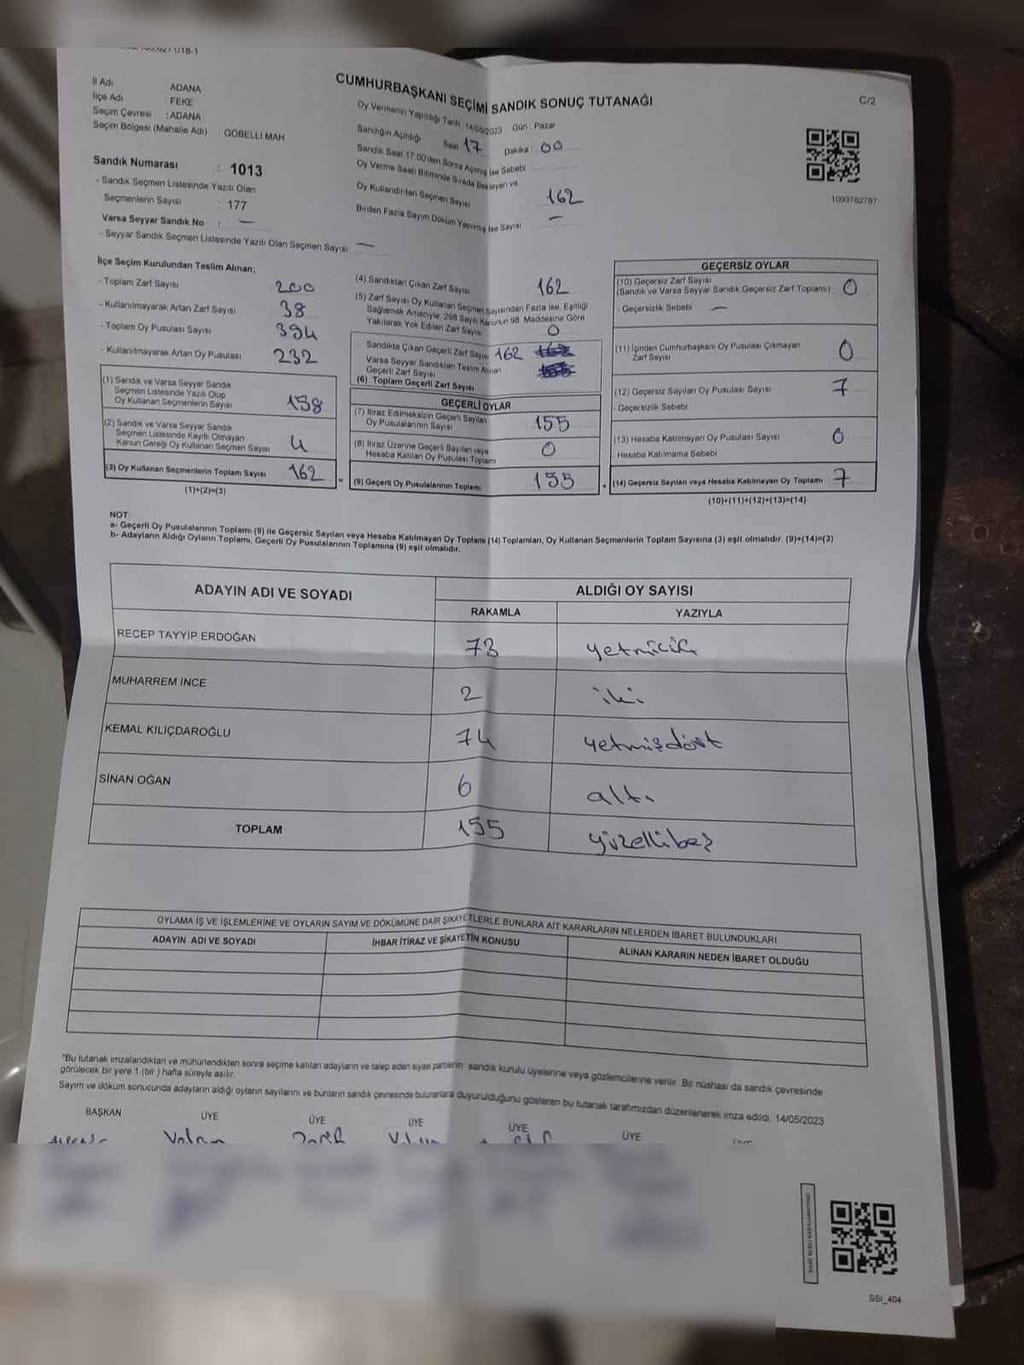 CUMHURBAŞKANI SEÇİMİ SANDIK SONUÇ TUTANAĞI
C/2
İl Adı ADANA
İlçe Adı FEKE
Seçim Çevresi : ADANA
Seçim Bölgesi (Mahalle Adı) GÖBELLİ MAH
Sandık Numarası : 1013
- Sandık Seçmen Listesinde Yazılı Olan
Seçmenlerin Sayısı : 177
Varsa Seyyar Sandık No : —
- Seyyar Sandık Seçmen Listesinde Yazılı Olan Seçmen Sayısı —
Oy Vermenin Yapıldığı Tarih : 14/05/2023 Gün : Pazar
Sandığın Açıldığı Saat 17 Dakika : 00
Sandık Saat 17:00'den Sonra Açılmış İse Sebebi
Oy Verme Saati Bitiminde Sırada Bekleyen ve
Oy Kullandırılan Seçmen Sayısı 162
Birden Fazla Sayım Döküm Yapılmış İse Sayısı —
1093762787
İlçe Seçim Kurulundan Teslim Alınan;
- Toplam Zarf Sayısı 200
- Kullanılmayarak Artan Zarf Sayısı 38
- Toplam Oy Pusulası Sayısı 394
- Kullanılmayarak Artan Oy Pusulası 232
(1) Sandık ve Varsa Seyyar Sandık
Seçmen Listesinde Yazılı Olup
Oy Kullanan Seçmenlerin Sayısı 158
(2) Sandık ve Varsa Seyyar Sandık
Seçmen Listesinde Kayıtlı Olmayan
Kanun Gereği Oy Kullanan Seçmen Sayısı 4
(3) Oy Kullanan Seçmenlerin Toplam Sayısı 162
(1)+(2)=(3)
(4) Sandıktan Çıkan Zarf Sayısı 162
(5) Zarf Sayısı Oy Kullanan Seçmen Sayısından Fazla İse, Eşitliği
Sağlamak Amacıyla, 298 Sayılı Kanunun 98. Maddesine Göre
Yakılarak Yok Edilen Zarf Sayısı 0
Sandıkta Çıkan Geçerli Zarf Sayısı 162
Varsa Seyyar Sandıktan Teslim Alınan
Geçerli Zarf Sayısı
(6) Toplam Geçerli Zarf Sayısı
GEÇERLİ OYLAR
(7) İtiraz Edilmeksizin Geçerli Sayılan
Oy Pusulalarının Sayısı 155
(8) İtiraz Üzerine Geçerli Sayılan veya
Hesaba Katılan Oy Pusulası Toplamı 0
(9) Geçerli Oy Pusulalarının Toplamı 155
GEÇERSİZ OYLAR
(10) Geçersiz Zarf Sayısı
(Sandık ve Varsa Seyyar Sandık Geçersiz Zarf Toplamı) 0
- Geçersizlik Sebebi —
(11) İçinden Cumhurbaşkanı Oy Pusulası Çıkmayan
Zarf Sayısı 0
(12) Geçersiz Sayılan Oy Pusulası Sayısı 7
- Geçersizlik Sebebi
(13) Hesaba Katılmayan Oy Pusulası Sayısı 0
- Hesaba Katılmama Sebebi
(14) Geçersiz Sayılan veya Hesaba Katılmayan Oy Toplamı 7
(10)+(11)+(12)+(13)=(14)
NOT:
a- Geçerli Oy Pusulalarının Toplamı (9) ile Geçersiz Sayılan veya Hesaba Katılmayan Oy Toplamı (14) Toplamları, Oy Kullanan Seçmenlerin Toplam Sayısına (3) eşit olmalıdır. (9)+(14)=(3)
b- Adayların Aldığı Oyların Toplamı, Geçerli Oy Pusulalarının Toplamına (9) eşit olmalıdır.
ADAYIN ADI VE SOYADI ALDIĞI OY SAYISI
RAKAMLA YAZIYLA
RECEP TAYYİP ERDOĞAN 73
MUHARREM İNCE 2 iki
KEMAL KILIÇDAROĞLU 74 yetmişdört
SİNAN OĞAN 6 altı
TOPLAM 155 yüzellibeş
OYLAMA İŞ VE İŞLEMLERİNE VE OYLARIN SAYIM VE DÖKÜMÜNE DAİR ŞİKAYETLERLE BUNLARA AİT KARARLARIN NELERDEN İBARET BULUNDUKLARI
ADAYIN ADI VE SOYADI İHBAR İTİRAZ VE ŞİKAYETİN KONUSU ALINAN KARARIN NEDEN İBARET OLDUĞU
"Bu tutanak imzalandıktan ve mühürlendikten sonra seçime katılan adayların ve talep eden siyasi partilerin sandık kurulu üyelerine veya gözlemcilerine verilir. Bir nüshası da sandık çevresinde
görülecek bir yere 1 (bir) hafta süreyle asılır.
Sayım ve döküm sonucunda adayların aldığı oyların sayılarını ve bunların sandık çevresinde bulunanlara duyurulduğunu gösteren bu tutanak tarafımızdan düzenlenerek imza edildi. 14/05/2023
BAŞKAN ÜYE ÜYE ÜYE ÜYE ÜYE
SSI_404